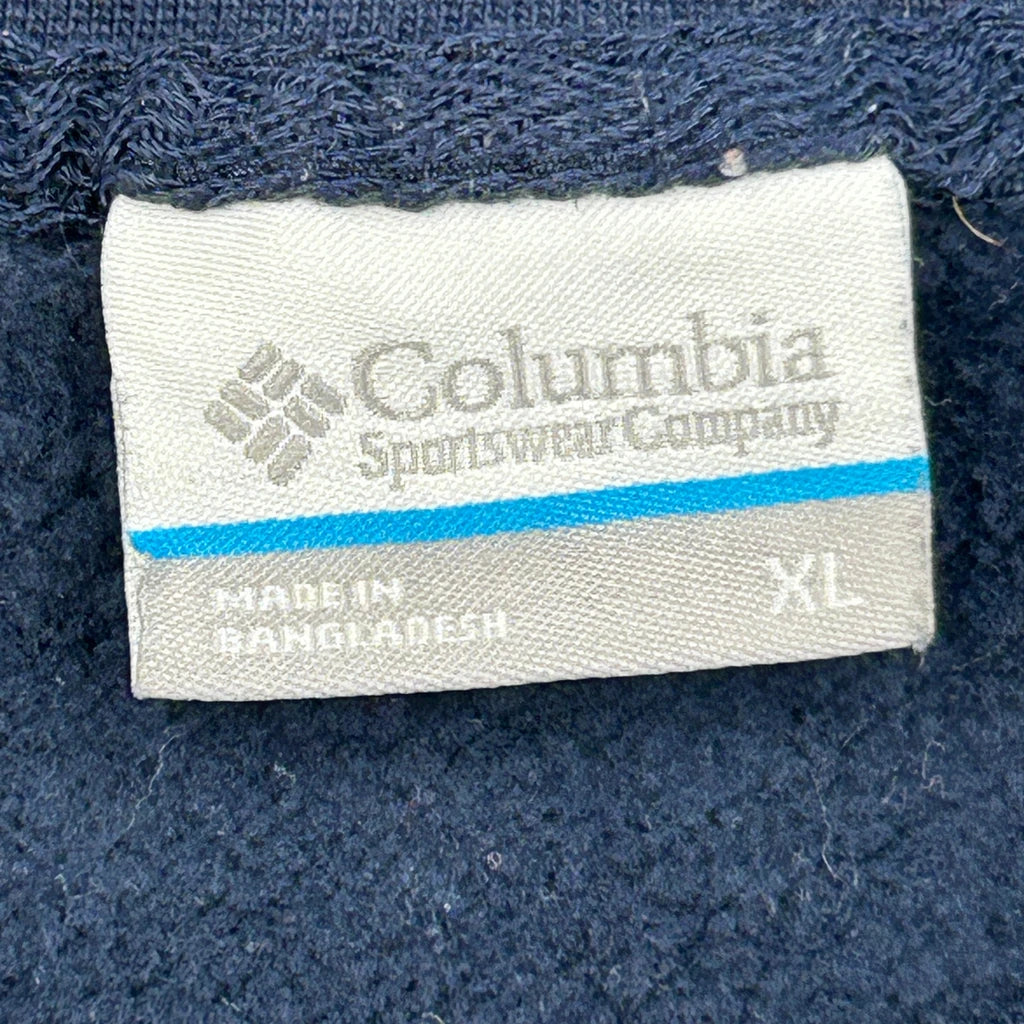 Columbia
Sportswear Company
MADE IN
BANGLADESH
XL